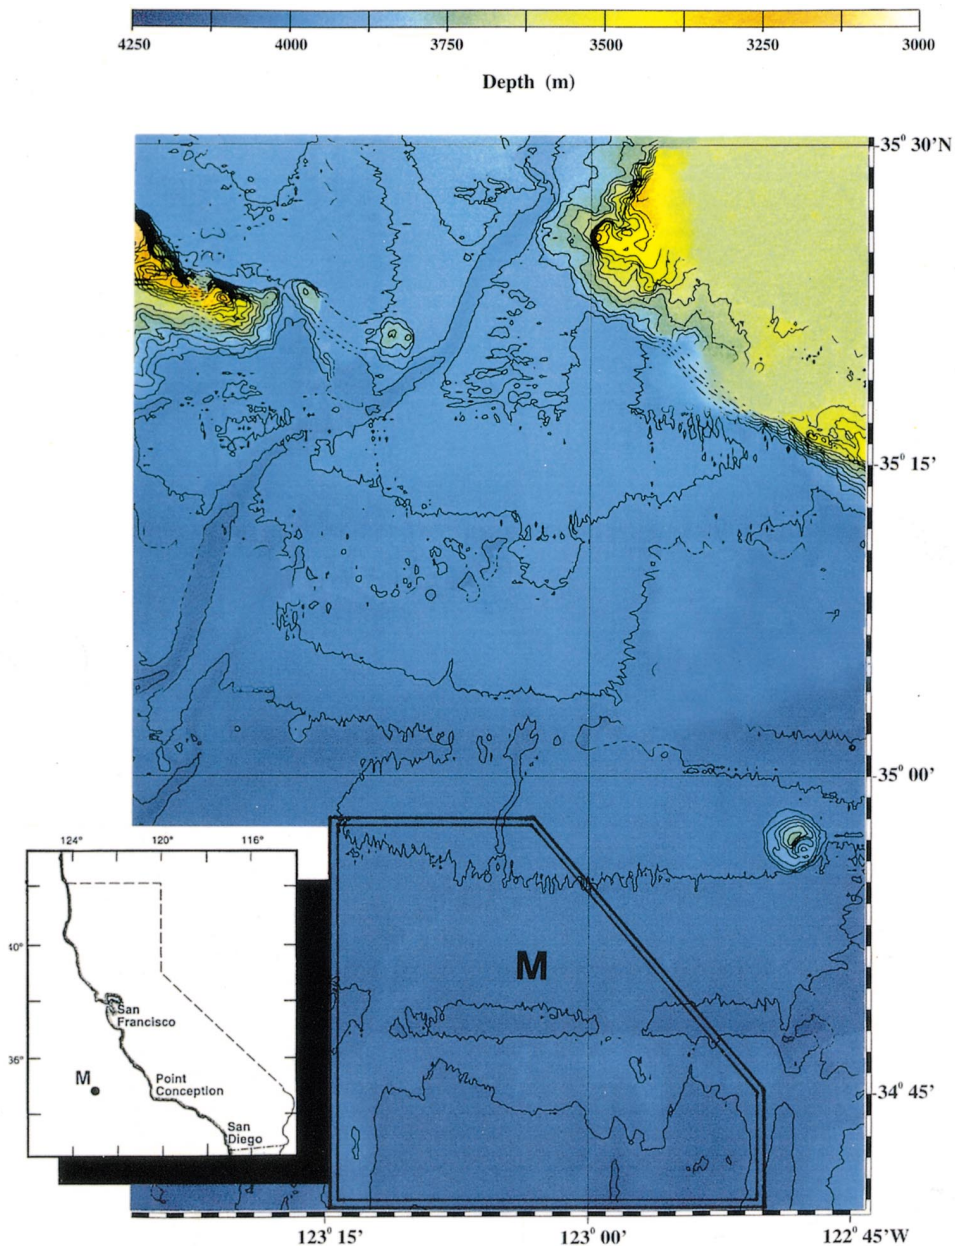 4250 4000 3750 3500 3250 3000
Depth (m)
35° 30'N
35° 15'
35° 00'
124° 120° 116°
M
40°
San
Francisco
36°
M
Point
Conception
34° 45'
San
Diego
123° 15' 123° 00' 122° 45'W